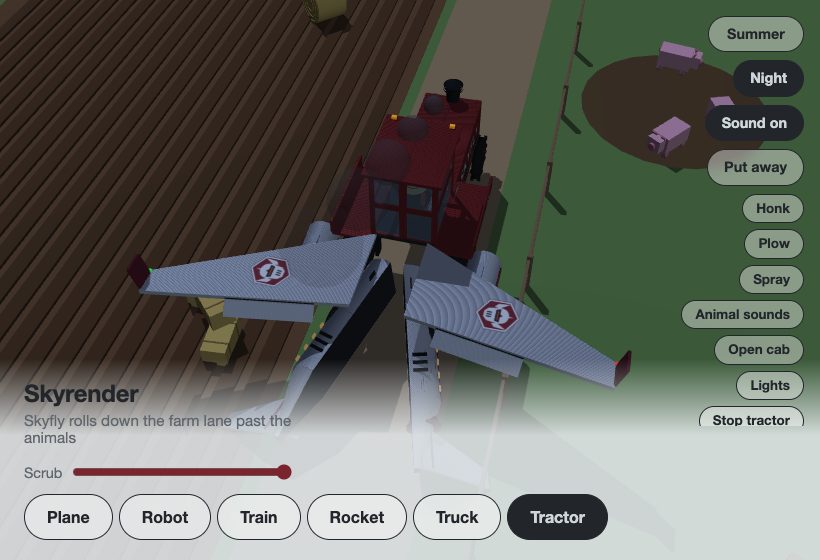 Summer
Night
Sound on
Put away
Honk
Plow
Spray
Animal sounds
Open cab
Lights
Stop tractor
Skyrender
Skyfly rolls down the farm lane past the
animals
Scrub
Plane
Robot
Train
Rocket
Truck
Tractor